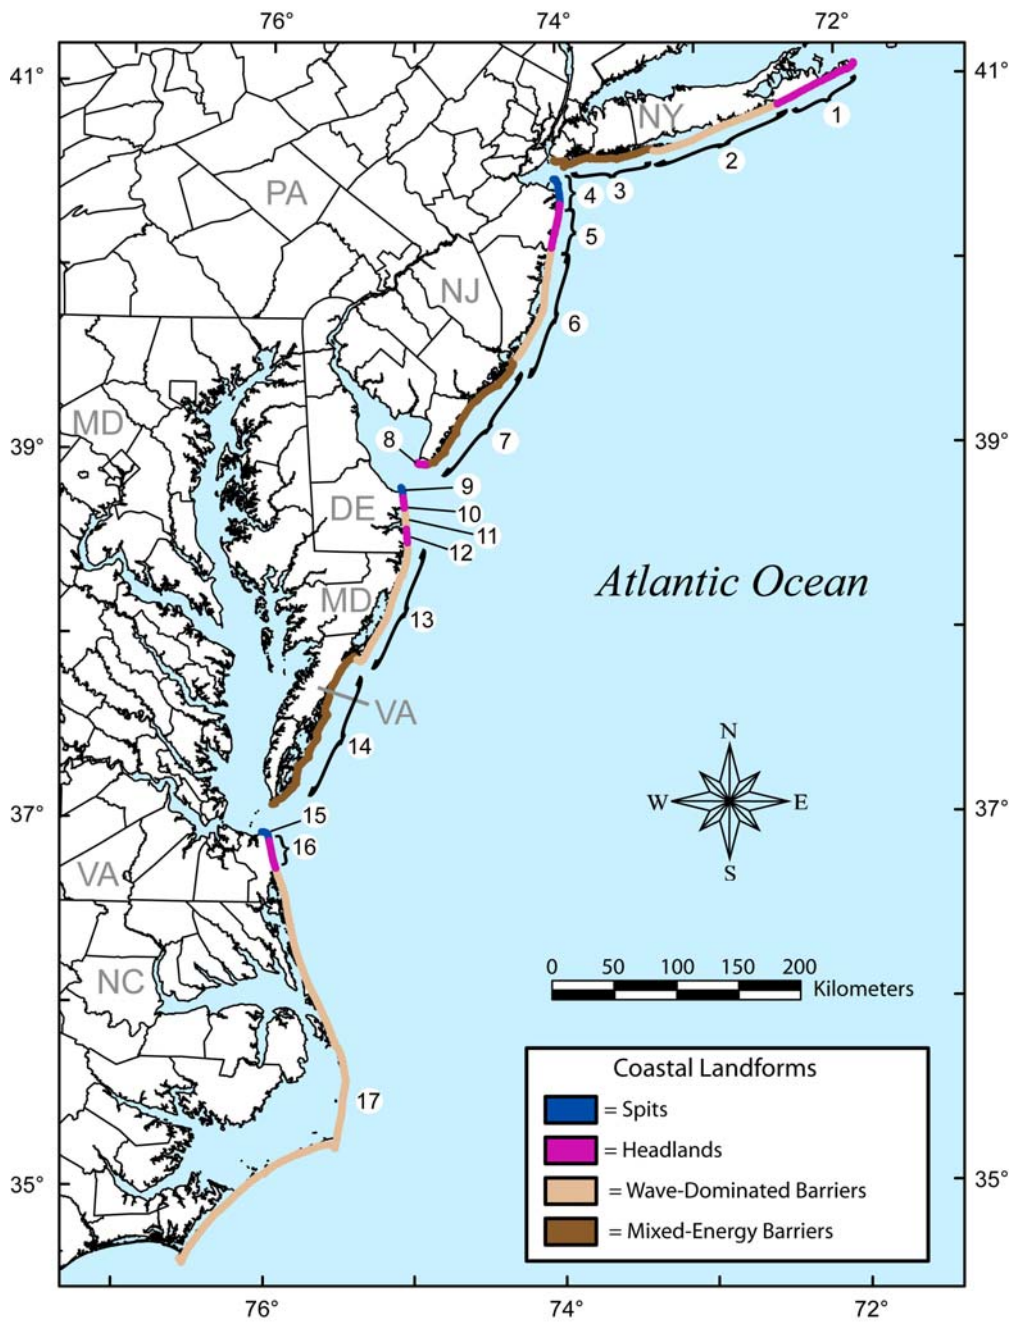 76° 74° 72°
41° 41°
NY
1
2
3
4
PA
5
NJ
6
MD
39° 39°
8
7
9
DE
10
11
12
Atlantic Ocean
MD
13
VA
14
N
W E
S
37° 37°
15
16
VA
NC
0 50 100 150 200
Kilometers
17
Coastal Landforms
= Spits
= Headlands
= Wave-Dominated Barriers
= Mixed-Energy Barriers
35° 35°
76° 74° 72°